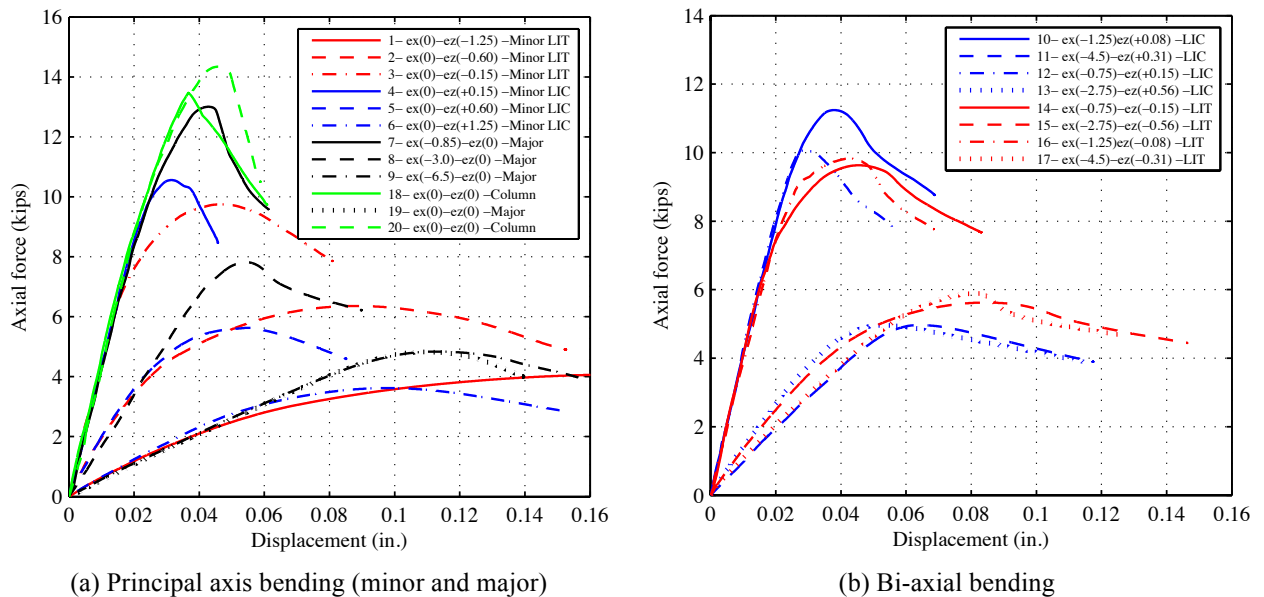 16
14
12
10
8
6
4
2
0
0
0.02
0.04
0.06
0.08
0.1
0.12
0.14
0.16
Axial force (kips)
Displacement (in.)
1– ex(0)–ez(−1.25) –Minor LIT
2– ex(0)–ez(−0.60) –Minor LIT
3– ex(0)–ez(−0.15) –Minor LIT
4– ex(0)–ez(+0.15) –Minor LIC
5– ex(0)–ez(+0.60) –Minor LIC
6– ex(0)–ez(+1.25) –Minor LIC
7– ex(−0.85)–ez(0) –Major
8– ex(−3.0)–ez(0) –Major
9– ex(−6.5)–ez(0) –Major
18– ex(0)–ez(0) –Column
19– ex(0)–ez(0) –Major
20– ex(0)–ez(0) –Column
(a) Principal axis bending (minor and major)
14
12
10
8
6
4
2
0
0
0.02
0.04
0.06
0.08
0.1
0.12
0.14
0.16
Axial force (kips)
Displacement (in.)
10– ex(−1.25)ez(+0.08) –LIC
11– ex(−4.5)–ez(+0.31) –LIC
12– ex(−0.75)–ez(+0.15) –LIC
13– ex(−2.75)–ez(+0.56) –LIC
14– ex(−0.75)–ez(−0.15) –LIT
15– ex(−2.75)–ez(−0.56) –LIT
16– ex(−1.25)ez(−0.08) –LIT
17– ex(−4.5)–ez(−0.31) –LIT
(b) Bi-axial bending